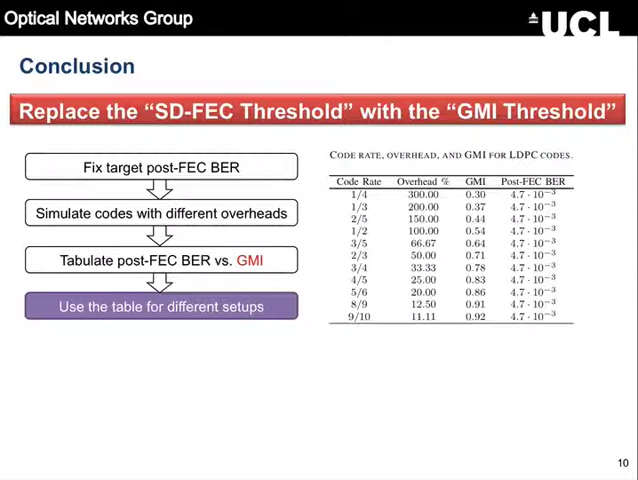 Optical Networks Group
UCL
Conclusion
Replace the “SD-FEC Threshold” with the “GMI Threshold”
Fix target post-FEC BER
Simulate codes with different overheads
Tabulate post-FEC BER vs. GMI
Use the table for different setups
CODE RATE, OVERHEAD, AND GMI FOR LDPC CODES.
Code Rate Overhead % GMI Post-FEC BER
1/4 300.00 0.30 4.7 · 10⁻³
1/3 200.00 0.37 4.7 · 10⁻³
2/5 150.00 0.44 4.7 · 10⁻³
1/2 100.00 0.54 4.7 · 10⁻³
3/5 66.67 0.64 4.7 · 10⁻³
2/3 50.00 0.71 4.7 · 10⁻³
3/4 33.33 0.78 4.7 · 10⁻³
4/5 25.00 0.83 4.7 · 10⁻³
5/6 20.00 0.86 4.7 · 10⁻³
8/9 12.50 0.91 4.7 · 10⁻³
9/10 11.11 0.92 4.7 · 10⁻³
10